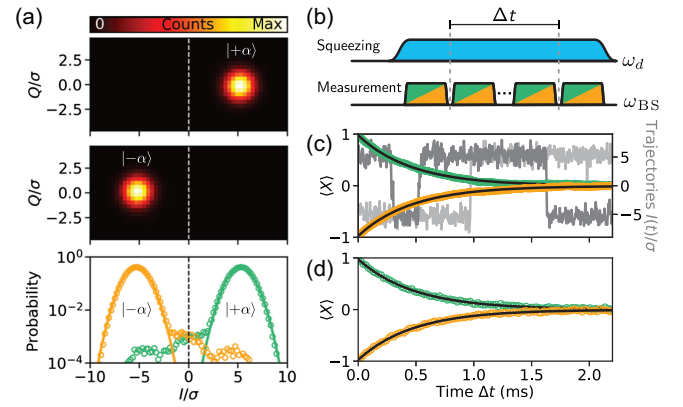 (a)
0 Counts Max
|+α⟩
Q/σ
2.5
0.0
−2.5
|−α⟩
Q/σ
2.5
0.0
−2.5
Probability
10⁰
10⁻²
10⁻⁴
|−α⟩ |+α⟩
−10 −5 0 5 10
I/σ
(b)
Δt
Squeezing
ω_d
Measurement
...
ω_BS
(c)
⟨X⟩
1
0
−1
5
0
−5
Trajectories I(t)/σ
(d)
⟨X⟩
1
0
−1
0.0 0.5 1.0 1.5 2.0
Time Δt (ms)